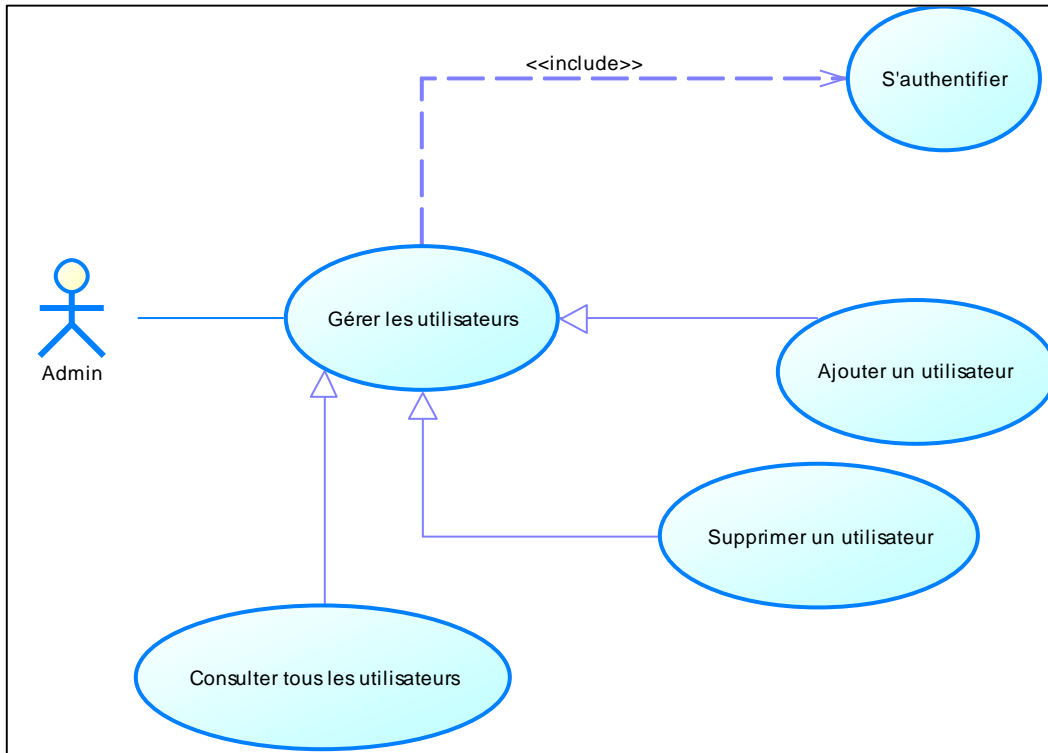 <<include>>
S'authentifier
Gérer les utilisateurs
Admin
Ajouter un utilisateur
Supprimer un utilisateur
Consulter tous les utilisateurs